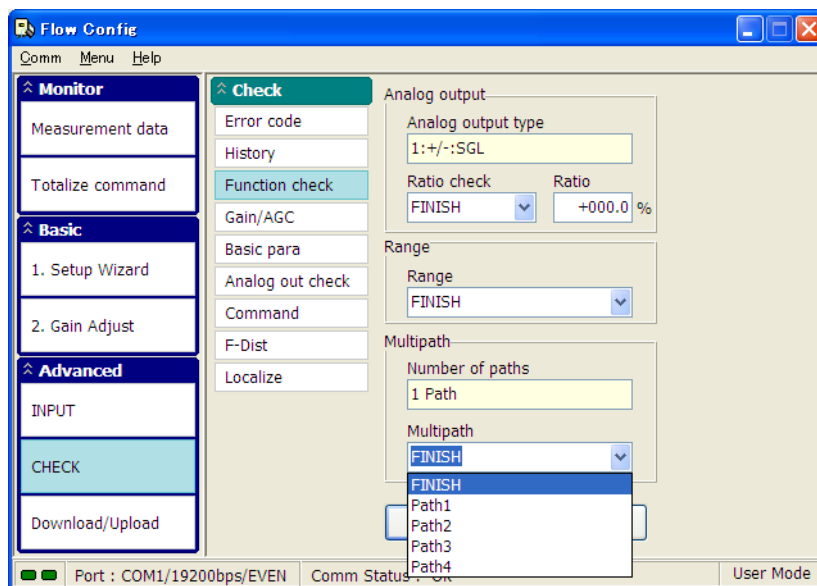 Flow Config
Comm Menu Help
Monitor
Measurement data
Totalize command
Basic
1. Setup Wizard
2. Gain Adjust
Advanced
INPUT
CHECK
Download/Upload
Check
Error code
History
Function check
Gain/AGC
Basic para
Analog out check
Command
F-Dist
Localize
Analog output
Analog output type
1:+/-:SGL
Ratio check Ratio
FINISH +000.0 %
Range
Range
FINISH
Multipath
Number of paths
1 Path
Multipath
FINISH
FINISH
Path1
Path2
Path3
Path4
Port : COM1/19200bps/EVEN Comm Status : User Mode